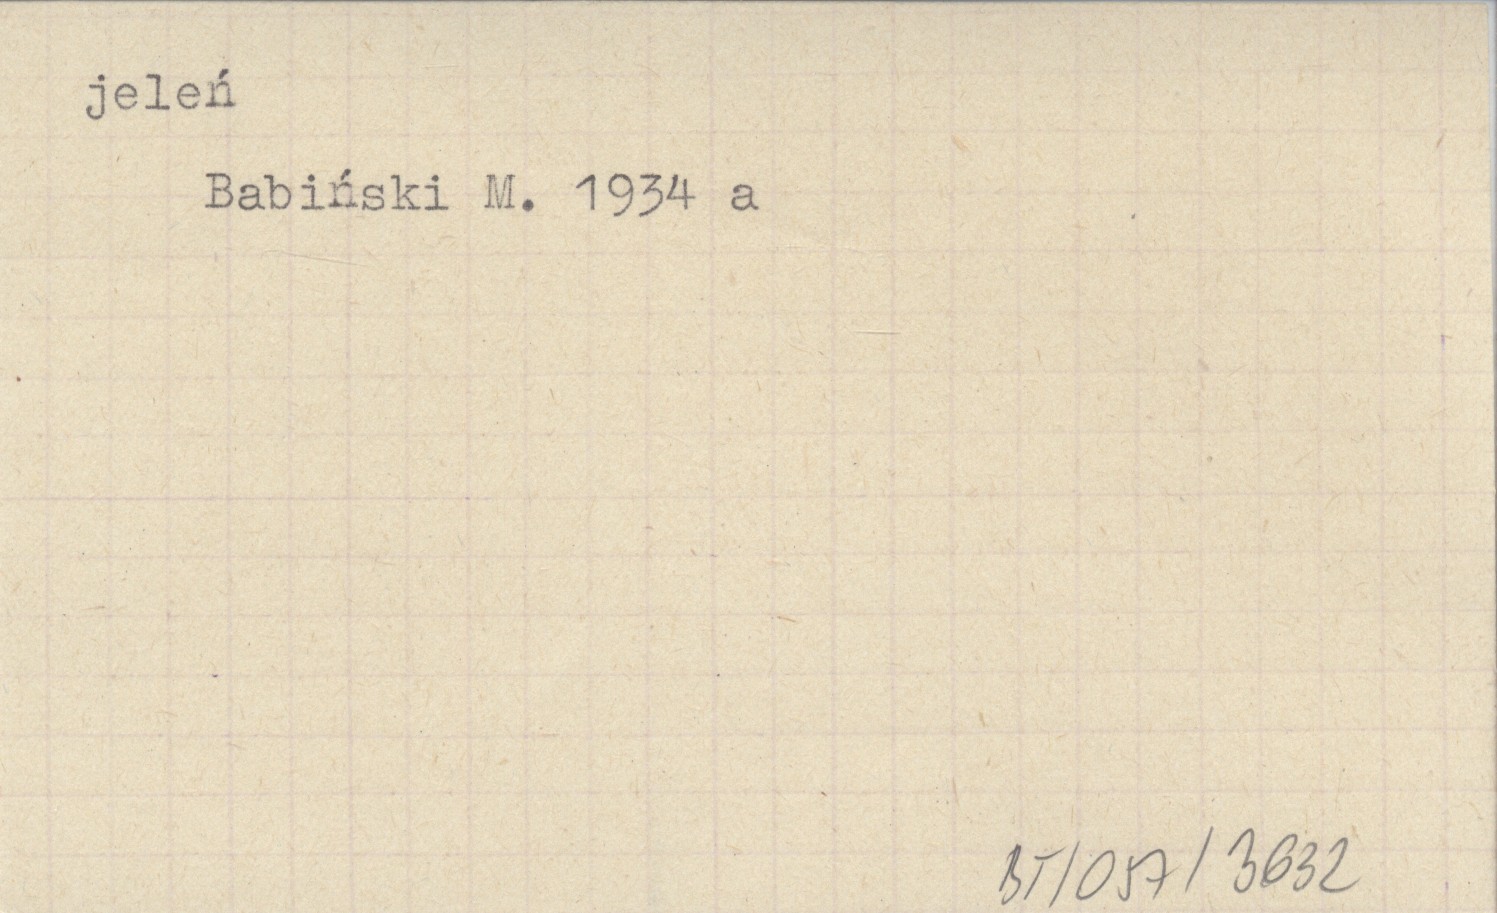 jeleń
Babiński M. 1934 a
BT/057/3632